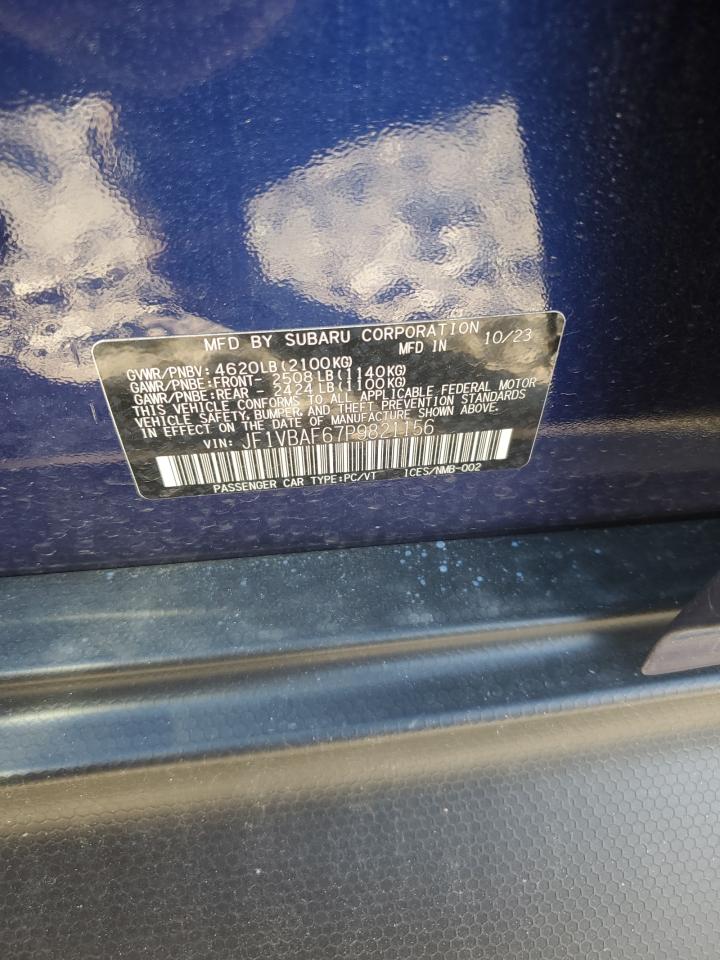 MFD BY SUBARU CORPORATION
MFD IN 10/23
GVWR/PNBV: 4620LB(2100KG)
GAWR/PNBE:FRONT- 2508LB(1140KG)
GAWR/PNBE:REAR - 2424LB(1100KG)
THIS VEHICLE CONFORMS TO ALL APPLICABLE FEDERAL MOTOR
VEHICLE SAFETY, BUMPER, AND THEFT PREVENTION STANDARDS
IN EFFECT ON THE DATE OF MANUFACTURE SHOWN ABOVE.
VIN: JF1VBAF67P9821156
PASSENGER CAR TYPE:PC/VT ICES/NMB-002